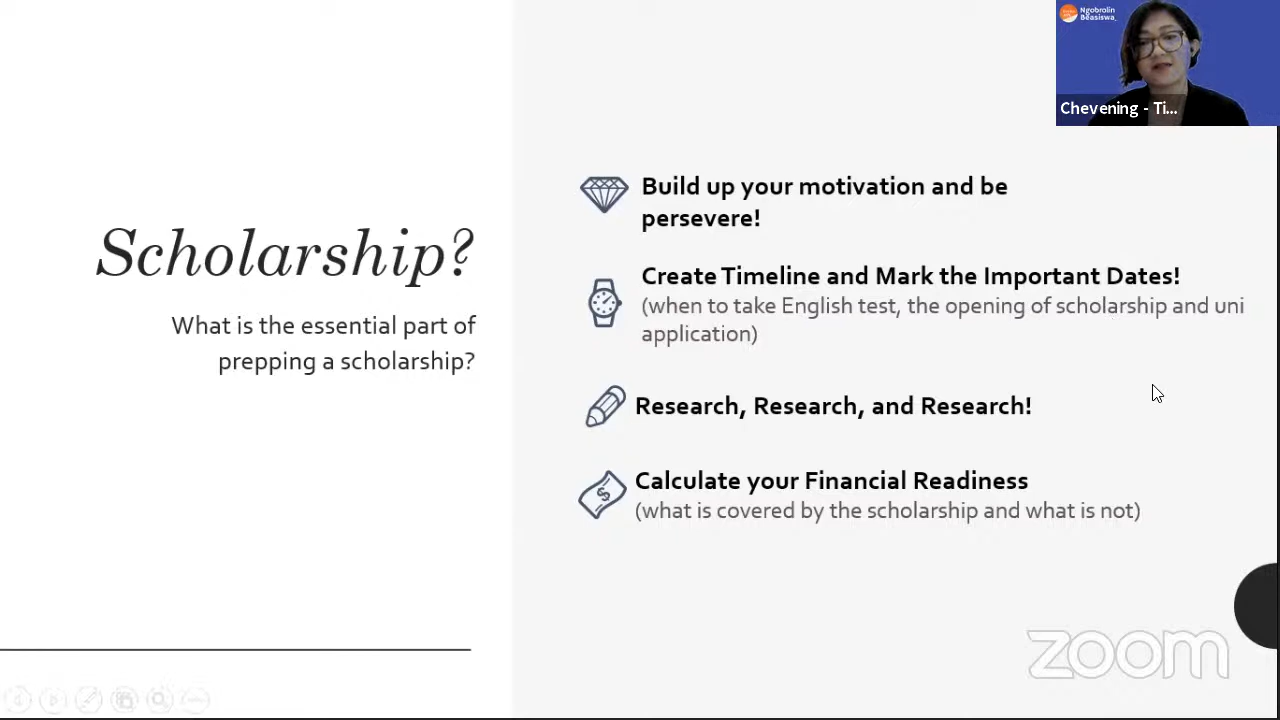 Ngobrolin
Beasiswa_
Chevening - Ti...
Scholarship?
What is the essential part of
prepping a scholarship?
Build up your motivation and be
persevere!
Create Timeline and Mark the Important Dates!
(when to take English test, the opening of scholarship and uni
application)
Research, Research, and Research!
Calculate your Financial Readiness
(what is covered by the scholarship and what is not)
zoom